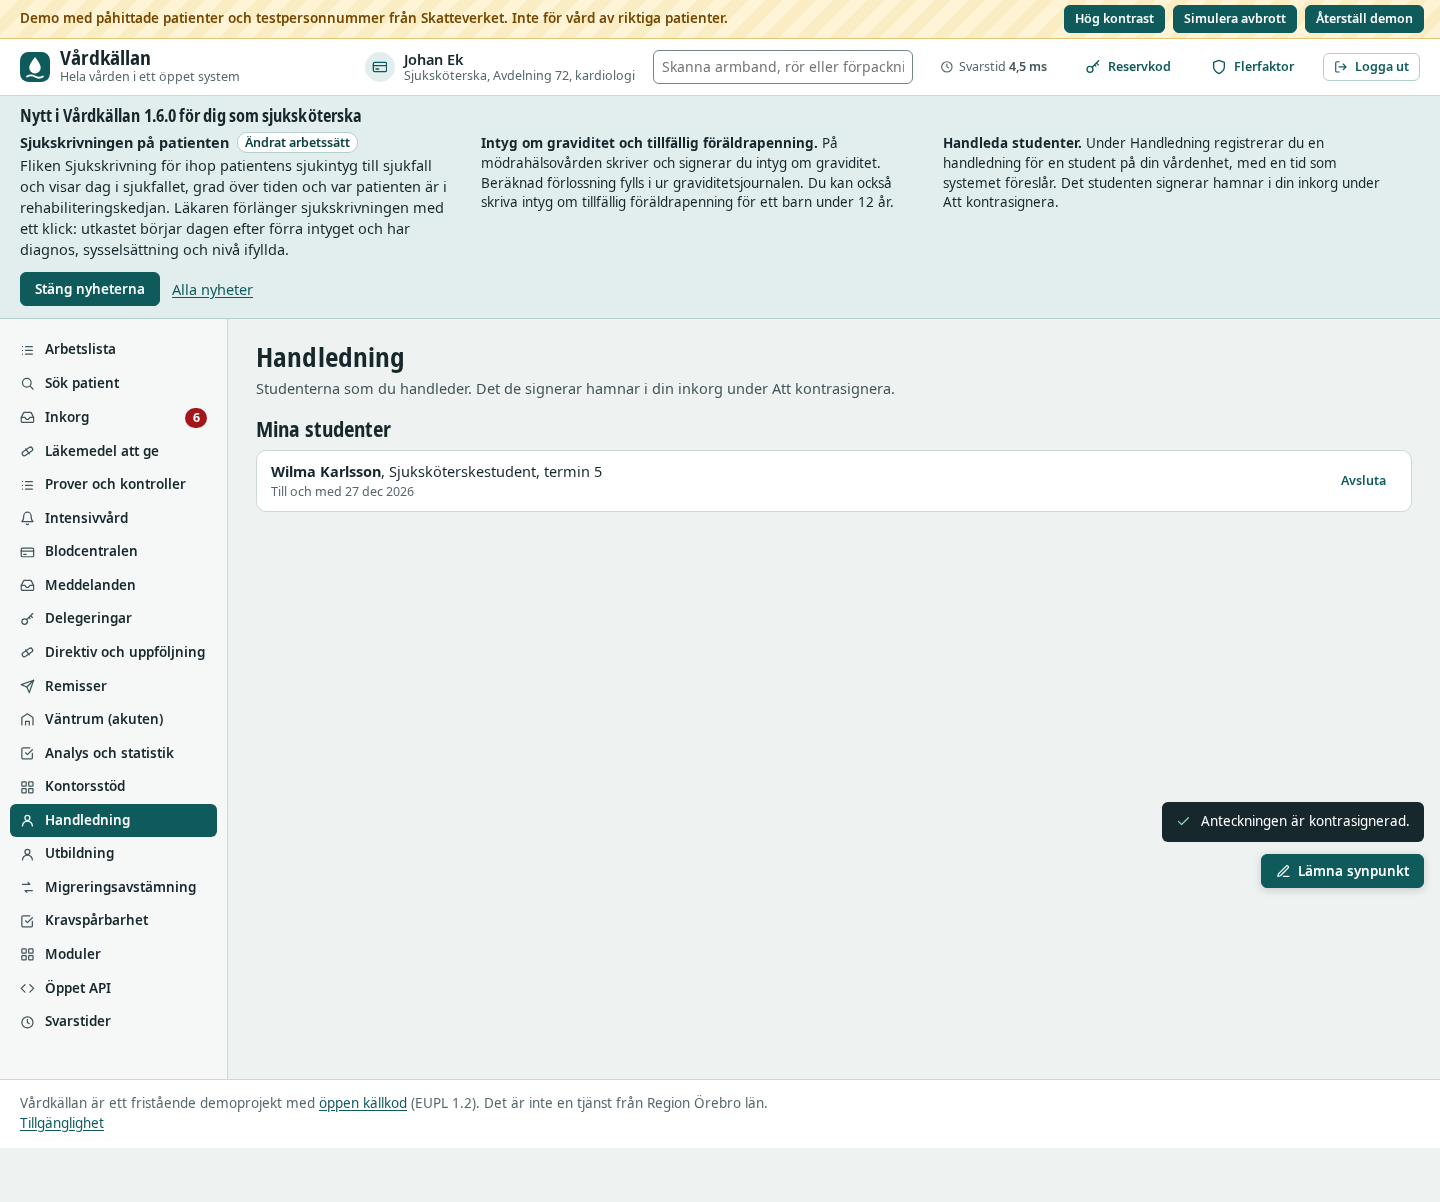 Demo med påhittade patienter och testpersonnummer från Skatteverket. Inte för vård av riktiga patienter.
Hög kontrast
Simulera avbrott
Återställ demon
Vårdkällan
Hela vården i ett öppet system
Johan Ek
Sjuksköterska, Avdelning 72, kardiologi
Skanna armband, rör eller förpackni
Svarstid 4,5 ms
Reservkod
Flerfaktor
Logga ut
Nytt i Vårdkällan 1.6.0 för dig som sjuksköterska
Sjukskrivningen på patienten Ändrat arbetssätt
Fliken Sjukskrivning för ihop patientens sjukintyg till sjukfall
och visar dag i sjukfallet, grad över tiden och var patienten är i
rehabiliteringskedjan. Läkaren förlänger sjukskrivningen med
ett klick: utkastet börjar dagen efter förra intyget och har
diagnos, sysselsättning och nivå ifyllda.
Intyg om graviditet och tillfällig föräldrapenning. På
mödrahälsovården skriver och signerar du intyg om graviditet.
Beräknad förlossning fylls i ur graviditetsjournalen. Du kan också
skriva intyg om tillfällig föräldrapenning för ett barn under 12 år.
Handleda studenter. Under Handledning registrerar du en
handledning för en student på din vårdenhet, med en tid som
systemet föreslår. Det studenten signerar hamnar i din inkorg under
Att kontrasignera.
Stäng nyheterna
Alla nyheter
Arbetslista
Sök patient
Inkorg 6
Läkemedel att ge
Prover och kontroller
Intensivvård
Blodcentralen
Meddelanden
Delegeringar
Direktiv och uppföljning
Remisser
Väntrum (akuten)
Analys och statistik
Kontorsstöd
Handledning
Utbildning
Migreringsavstämning
Kravspårbarhet
Moduler
Öppet API
Svarstider
Handledning
Studenterna som du handleder. Det de signerar hamnar i din inkorg under Att kontrasignera.
Mina studenter
Wilma Karlsson, Sjuksköterskestudent, termin 5
Till och med 27 dec 2026
Avsluta
Anteckningen är kontrasignerad.
Lämna synpunkt
Vårdkällan är ett fristående demoprojekt med öppen källkod (EUPL 1.2). Det är inte en tjänst från Region Örebro län.
Tillgänglighet